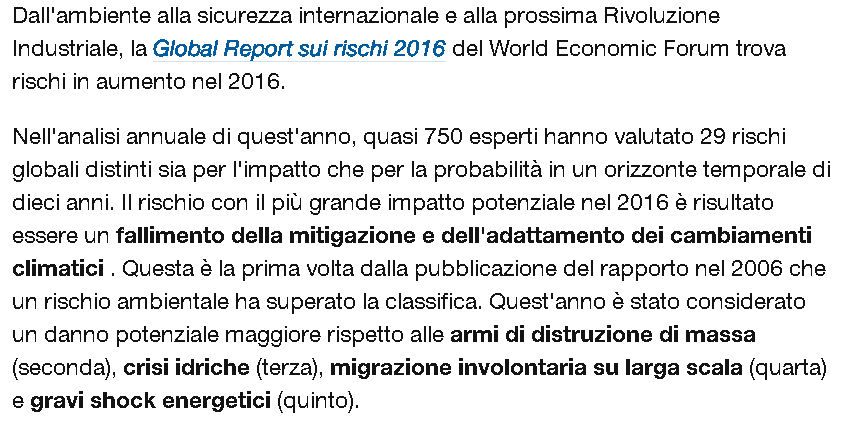 Dall'ambiente alla sicurezza internazionale e alla prossima Rivoluzione
Industriale, la Global Report sui rischi 2016 del World Economic Forum trova
rischi in aumento nel 2016.
Nell'analisi annuale di quest'anno, quasi 750 esperti hanno valutato 29 rischi
globali distinti sia per l'impatto che per la probabilità in un orizzonte temporale di
dieci anni. Il rischio con il più grande impatto potenziale nel 2016 è risultato
essere un fallimento della mitigazione e dell'adattamento dei cambiamenti
climatici . Questa è la prima volta dalla pubblicazione del rapporto nel 2006 che
un rischio ambientale ha superato la classifica. Quest'anno è stato considerato
un danno potenziale maggiore rispetto alle armi di distruzione di massa
(seconda), crisi idriche (terza), migrazione involontaria su larga scala (quarta)
e gravi shock energetici (quinto).